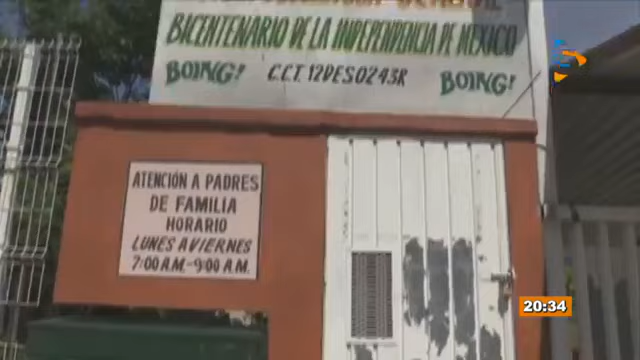 BICENTENARIO DE LA INDEPENDENCIA DE MEXICO
BOING! C.C.T. 12DES0243R BOING!
ATENCIÓN A PADRES
DE FAMILIA
HORARIO
LUNES A VIERNES
7:00 A.M.-9:00 A.M.
20:34